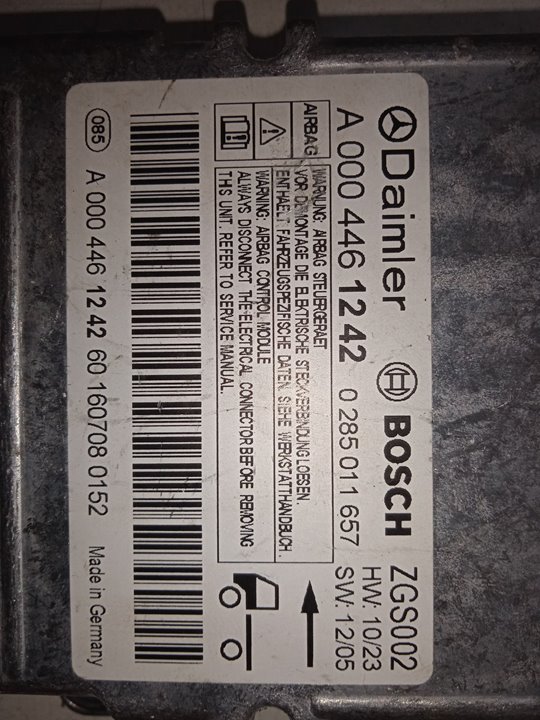 Daimler BOSCH ZGS002
A 000 446 12 42 0 285 011 657 HW: 10/23
SW: 12/05
AIRBAG
WARNUNG: AIRBAG STEUERGERAET
VOR DEMONTAGE DIE ELEKTRISCHE STECKVERBINDUNG LOESEN.
ENTHAELT FAHRZEUGSPEZIFISCHE DATEN. SIEHE WERKSTATTHANDBUCH.
WARNING: AIRBAG CONTROL MODULE
ALWAYS DISCONNECT THE ELECTRICAL CONNECTOR BEFORE REMOVING
THIS UNIT. REFER TO SERVICE MANUAL.
085 A 000 446 12 42 60 160708 0152 Made in Germany